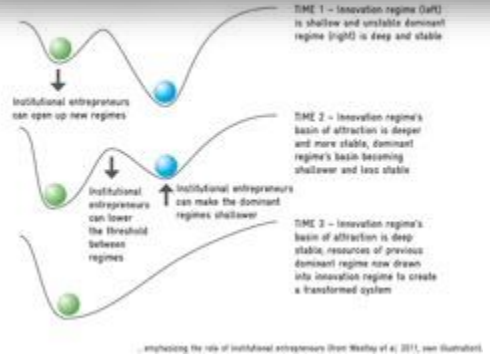 TIME 1 – Innovation regime (left)
is shallow and unstable dominant
regime (right) is deep and stable
Institutional entrepreneurs
can open up new regimes
TIME 2 – Innovation regime's
basin of attraction is deeper
and more stable, dominant
regime's basin becoming
shallower and less stable
Institutional
entrepreneurs
can lower
the threshold
between
regimes
Institutional entrepreneurs
can make the dominant
regimes shallower
TIME 3 – Innovation regime's
basin of attraction is deep
stable, resources of previous
dominant regime now drawn
into innovation regime to create
a transformed system
... emphasizing the role of institutional entrepreneurs (from Westley et al. 2011, own illustration).